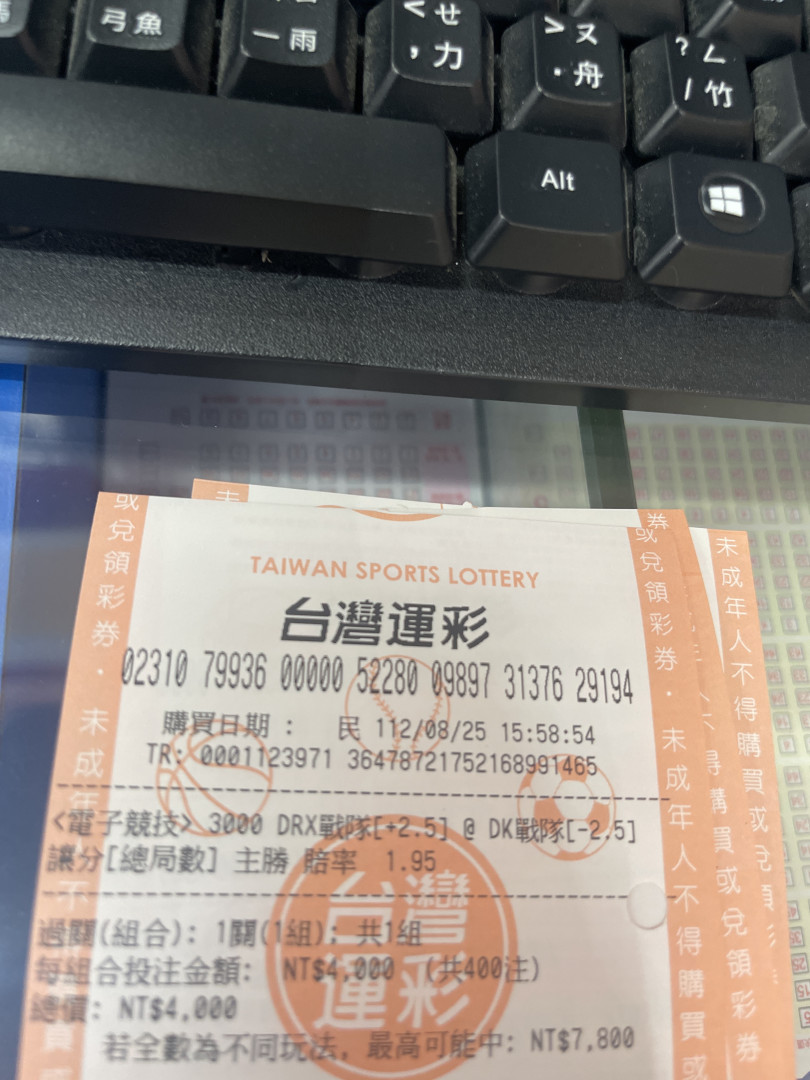 弓 魚
一 雨
< せ
, 力
> ヌ
. 舟
? ㄥ
/ 竹
Alt
TAIWAN SPORTS LOTTERY
台灣運彩
02310 79936 00000 52280 09897 31376 29194
購買日期： 民 112/08/25 15:58:54
TR: 0001123971 36478721752168991465
<電子競技> 3000 DRX戰隊[+2.5] @ DK戰隊[-2.5]
讓分[總局數] 主勝 賠率 1.95
過關(組合): 1關(1組); 共1組
每組合投注金額: NT$4,000 (共400注)
總價: NT$4,000
若全數為不同玩法, 最高可能中: NT$7,800
台灣運彩
或兌領彩券．未成年人不
券或兌領彩券．未成年人不得購買或
未成年人不得購買或兌領彩券